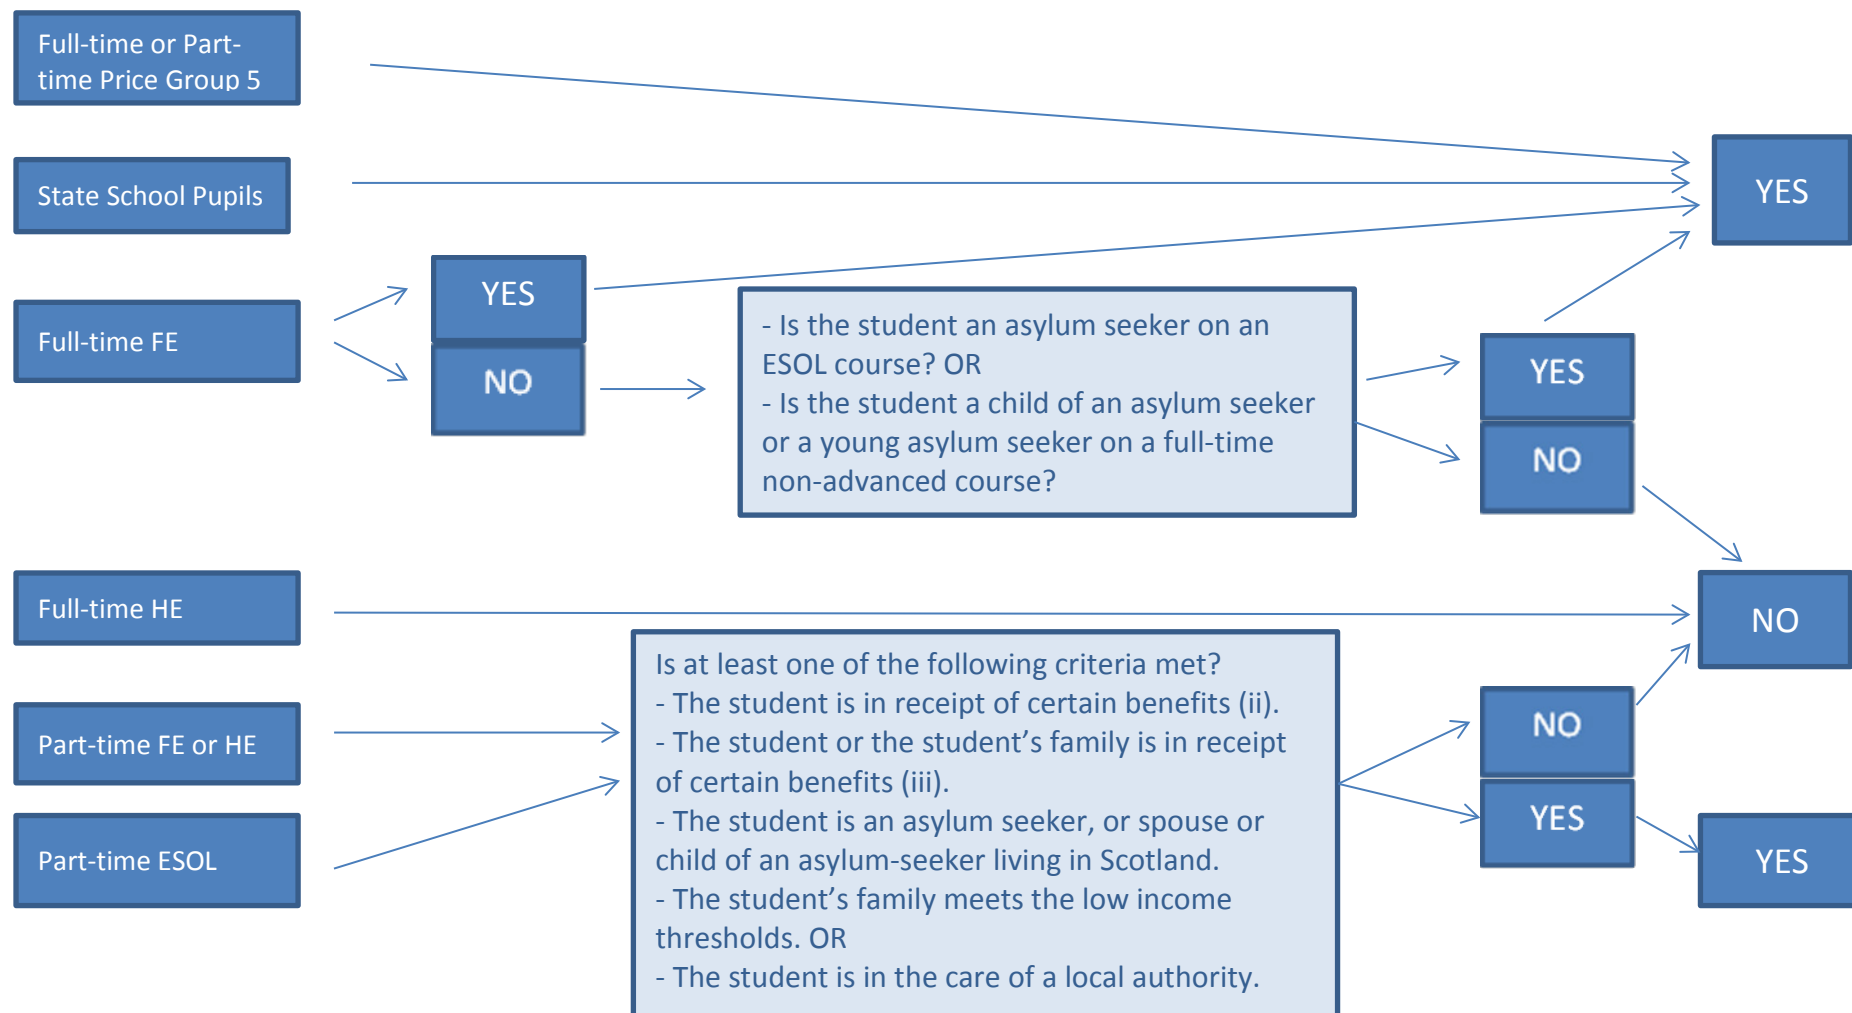 Full-time or Part-
time Price Group 5
State School Pupils
YES
Full-time FE
YES
NO
- Is the student an asylum seeker on an
ESOL course? OR
- Is the student a child of an asylum seeker
or a young asylum seeker on a full-time
non-advanced course?
YES
NO
Full-time HE
NO
Part-time FE or HE
Part-time ESOL
Is at least one of the following criteria met?
- The student is in receipt of certain benefits (ii).
- The student or the student’s family is in receipt
of certain benefits (iii).
- The student is an asylum seeker, or spouse or
child of an asylum-seeker living in Scotland.
- The student’s family meets the low income
thresholds. OR
- The student is in the care of a local authority.
NO
YES
YES